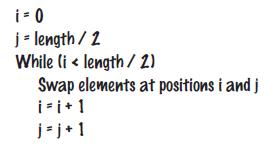 i = 0
j = length / 2
While (i < length / 2)
Swap elements at positions i and j
i = i + 1
j = j + 1